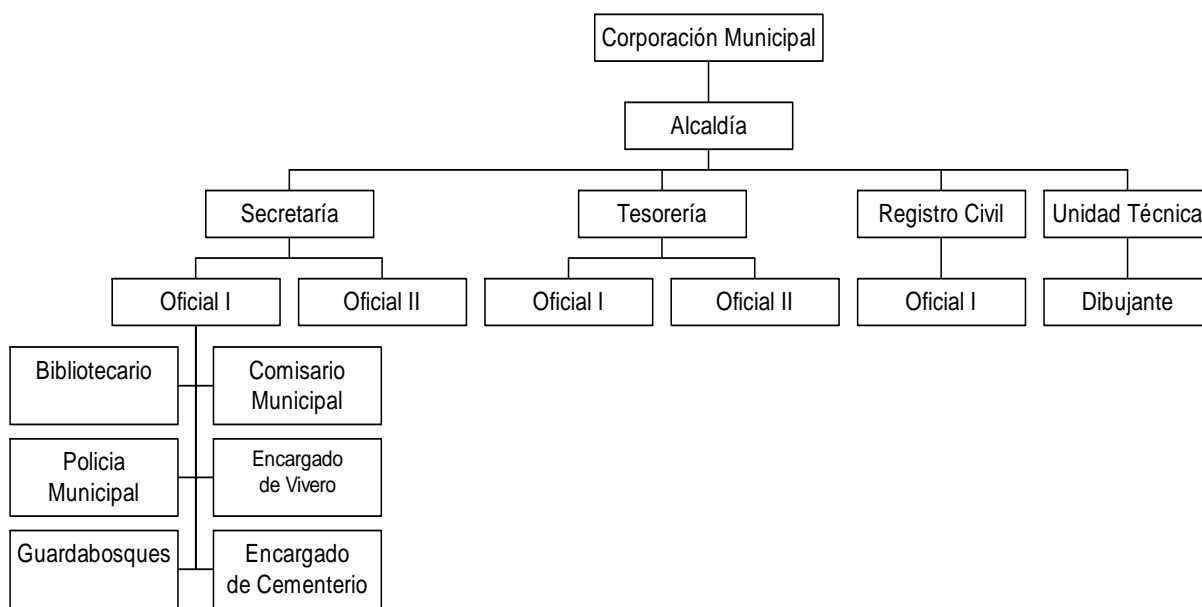 Corporación Municipal
Alcaldía
Secretaría
Tesorería
Registro Civil
Unidad Técnica
Oficial I
Oficial II
Oficial I
Oficial II
Oficial I
Dibujante
Bibliotecario
Comisario
Municipal
Policia
Municipal
Encargado
de Vivero
Guardabosques
Encargado
de Cementerio